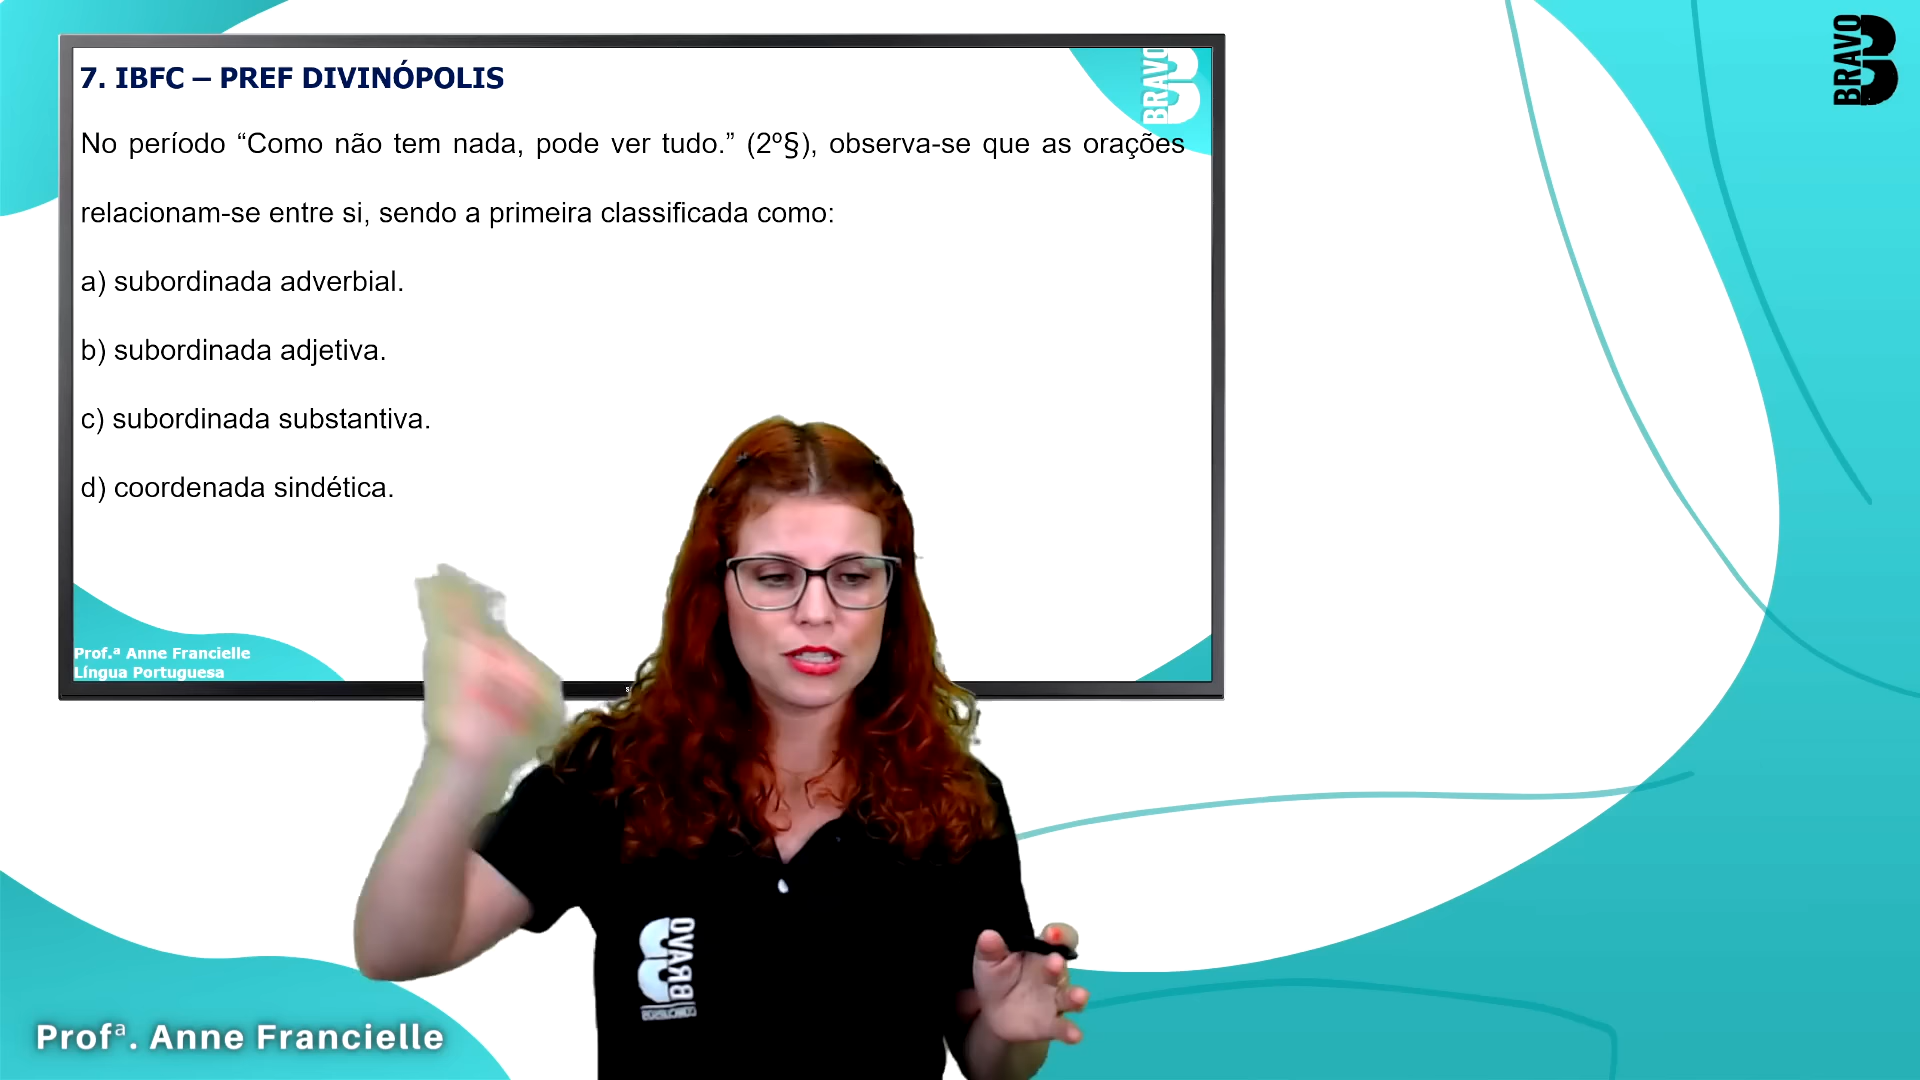 7. IBFC – PREF DIVINÓPOLIS
BRAVO
BRAVO
No período “Como não tem nada, pode ver tudo.” (2º§), observa-se que as orações
relacionam-se entre si, sendo a primeira classificada como:
a) subordinada adverbial.
b) subordinada adjetiva.
c) subordinada substantiva.
d) coordenada sindética.
Prof.ª Anne Francielle
Língua Portuguesa
BRAVO
Profª. Anne Francielle